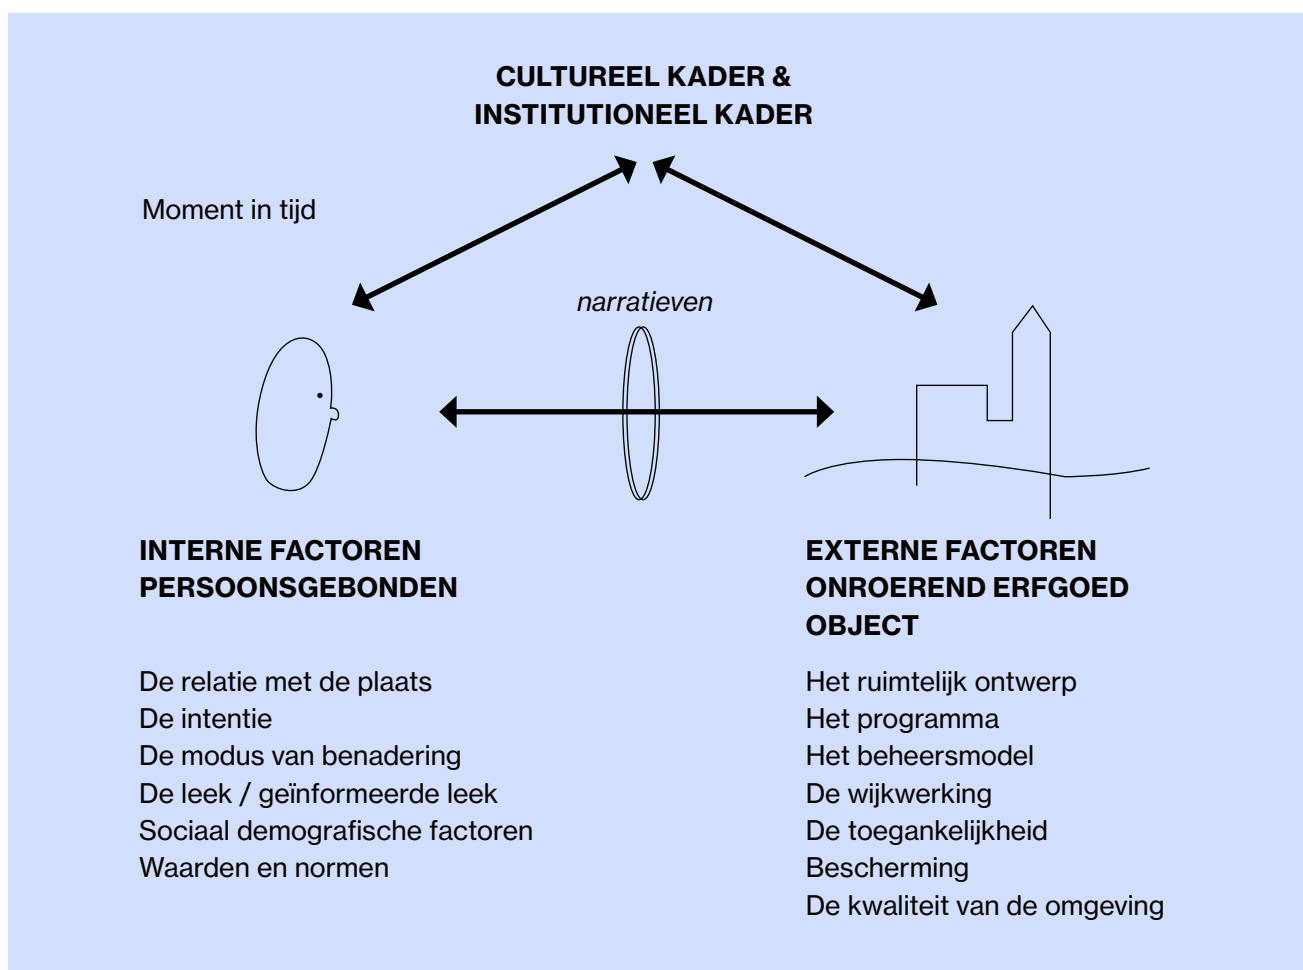 CULTUREEL KADER &
INSTITUTIONEEL KADER
Moment in tijd
narratieven
INTERNE FACTOREN
PERSOONSGEBONDEN
De relatie met de plaats
De intentie
De modus van benadering
De leek / geïnformeerde leek
Sociaal demografische factoren
Waarden en normen
EXTERNE FACTOREN
ONROEREND ERFGOED
OBJECT
Het ruimtelijk ontwerp
Het programma
Het beheersmodel
De wijkwerking
De toegankelijkheid
Bescherming
De kwaliteit van de omgeving